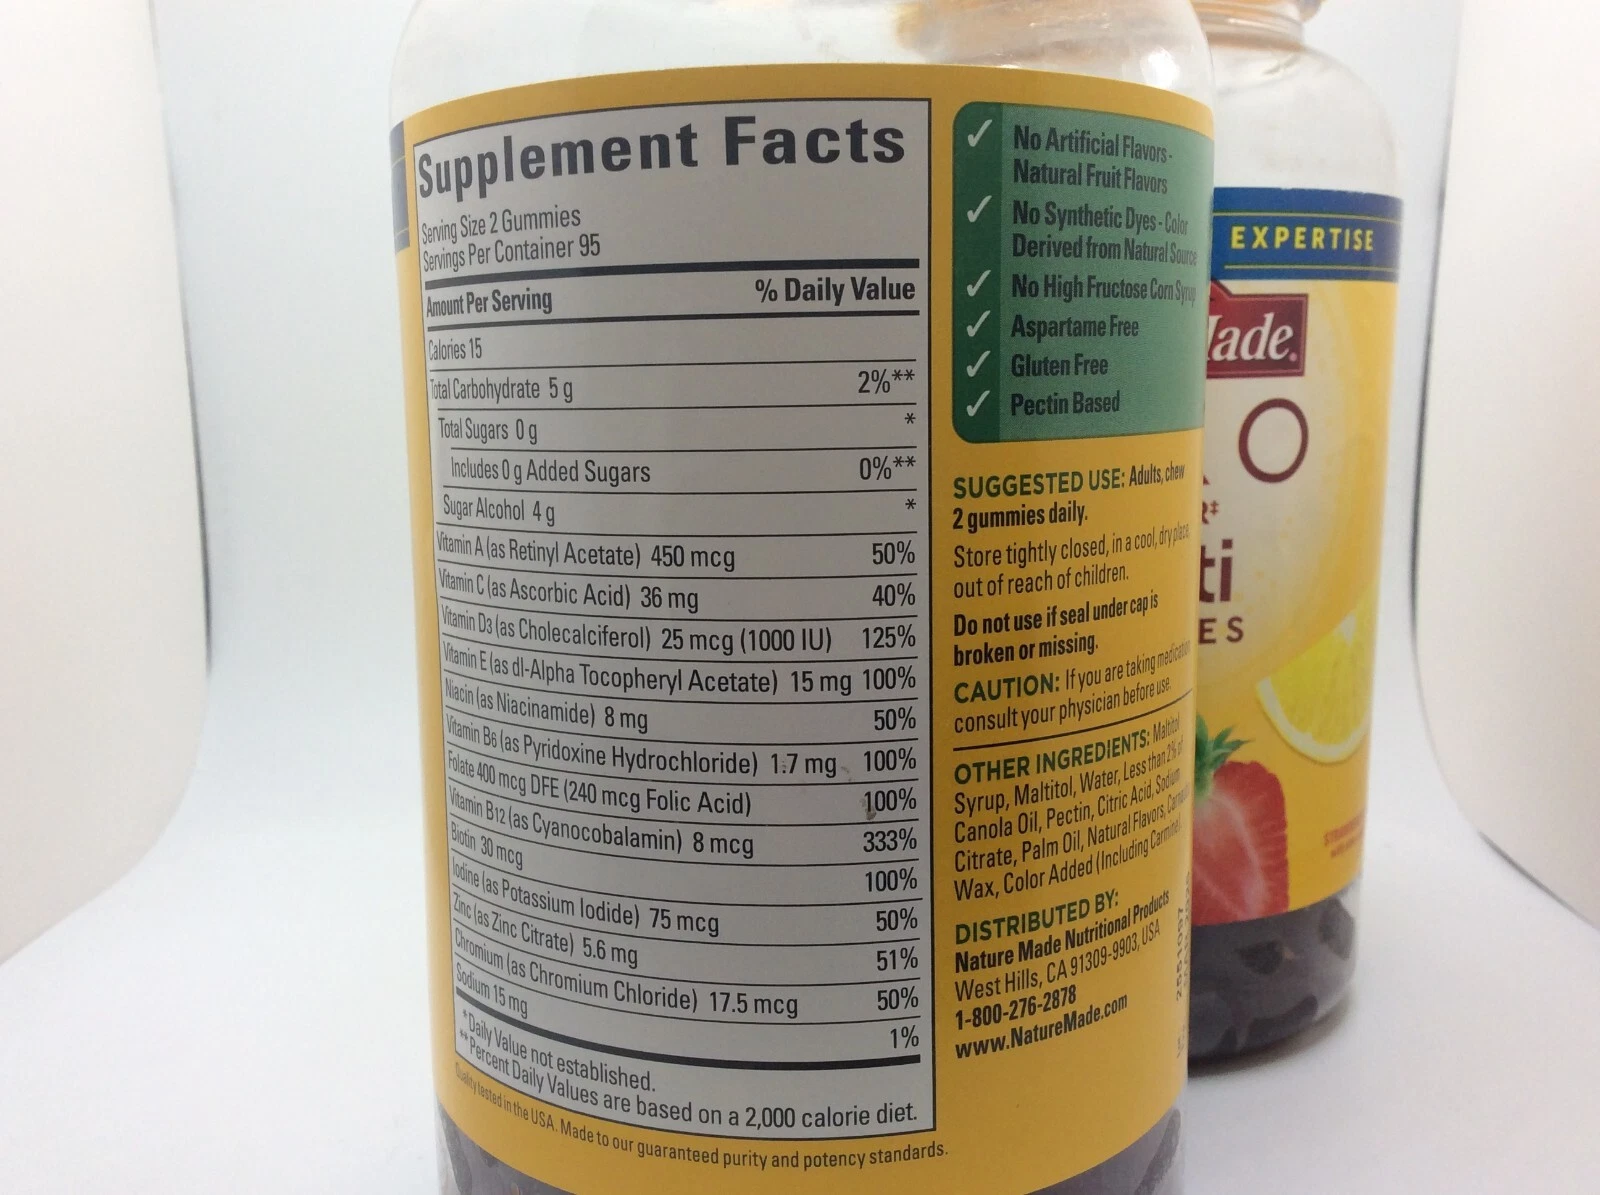 Supplement Facts
Serving Size 2 Gummies
Servings Per Container 95
Amount Per Serving % Daily Value
Calories 15
Total Carbohydrate 5 g 2%**
Total Sugars 0 g *
Includes 0 g Added Sugars 0%**
Sugar Alcohol 4 g *
Vitamin A (as Retinyl Acetate) 450 mcg 50%
Vitamin C (as Ascorbic Acid) 36 mg 40%
Vitamin D3 (as Cholecalciferol) 25 mcg (1000 IU) 125%
Vitamin E (as dl-Alpha Tocopheryl Acetate) 15 mg 100%
Niacin (as Niacinamide) 8 mg 50%
Vitamin B6 (as Pyridoxine Hydrochloride) 1.7 mg 100%
Folate 400 mcg DFE (240 mcg Folic Acid) 100%
Vitamin B12 (as Cyanocobalamin) 8 mcg 333%
Biotin 30 mcg 100%
Iodine (as Potassium Iodide) 75 mcg 50%
Zinc (as Zinc Citrate) 5.6 mg 51%
Chromium (as Chromium Chloride) 17.5 mcg 50%
Sodium 15 mg 1%
*Daily Value not established.
**Percent Daily Values are based on a 2,000 calorie diet.
Quality tested in the USA. Made to our guaranteed purity and potency standards.
✓ No Artificial Flavors-
Natural Fruit Flavors
✓ No Synthetic Dyes - Color
Derived from Natural Source
✓ No High Fructose Corn Syrup
✓ Aspartame Free
✓ Gluten Free
✓ Pectin Based
SUGGESTED USE: Adults, chew
2 gummies daily.
Store tightly closed, in a cool, dry place,
out of reach of children.
Do not use if seal under cap is
broken or missing.
CAUTION: If you are taking medication
consult your physician before use.
OTHER INGREDIENTS: Maltitol
Syrup, Maltitol, Water, Less than 2% of
Canola Oil, Pectin, Citric Acid, Sodium
Citrate, Palm Oil, Natural Flavors,
Wax, Color Added (Including Carmine).
DISTRIBUTED BY:
Nature Made Nutritional Products
West Hills, CA 91309-9903, USA
1-800-276-2878
www.NatureMade.com
EXPERTISE
ade.
O
ti
ES